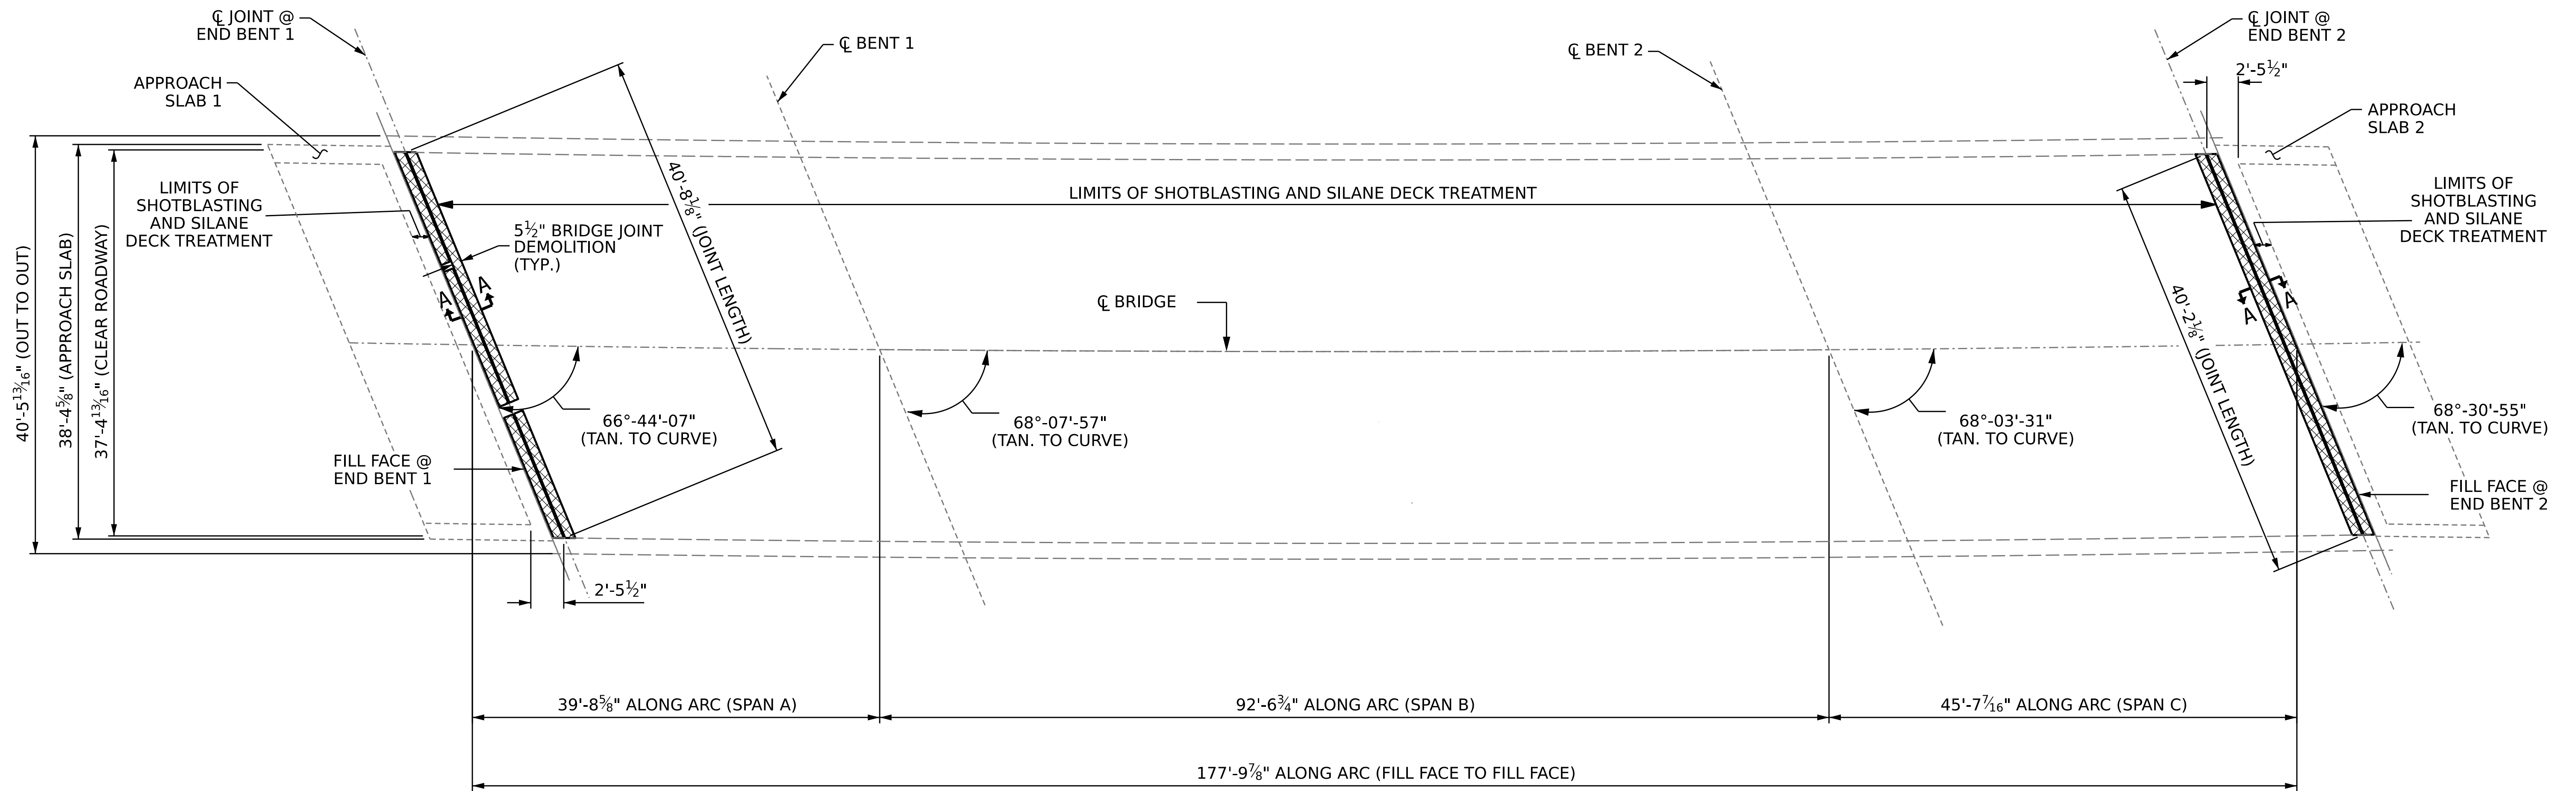 ℄ JOINT @
END BENT 1
℄ BENT 1
℄ BENT 2
℄ JOINT @
END BENT 2
2'-5½"
APPROACH
SLAB 1
APPROACH
SLAB 2
LIMITS OF
SHOTBLASTING
AND SILANE
DECK TREATMENT
LIMITS OF SHOTBLASTING AND SILANE DECK TREATMENT
LIMITS OF
SHOTBLASTING
AND SILANE
DECK TREATMENT
40'-5 13/16" (OUT TO OUT)
38'-4⅝" (APPROACH SLAB)
37'-4 13/16" (CLEAR ROADWAY)
5½" BRIDGE JOINT
DEMOLITION
(TYP.)
A
A
40'-8⅛" (JOINT LENGTH)
℄ BRIDGE
40'-2⅛" (JOINT LENGTH)
A
A
66°-44'-07"
(TAN. TO CURVE)
68°-07'-57"
(TAN. TO CURVE)
68°-03'-31"
(TAN. TO CURVE)
68°-30'-55"
(TAN. TO CURVE)
FILL FACE @
END BENT 1
FILL FACE @
END BENT 2
2'-5½"
39'-8⅝" ALONG ARC (SPAN A)
92'-6¾" ALONG ARC (SPAN B)
45'-7 7/16" ALONG ARC (SPAN C)
177'-9⅞" ALONG ARC (FILL FACE TO FILL FACE)